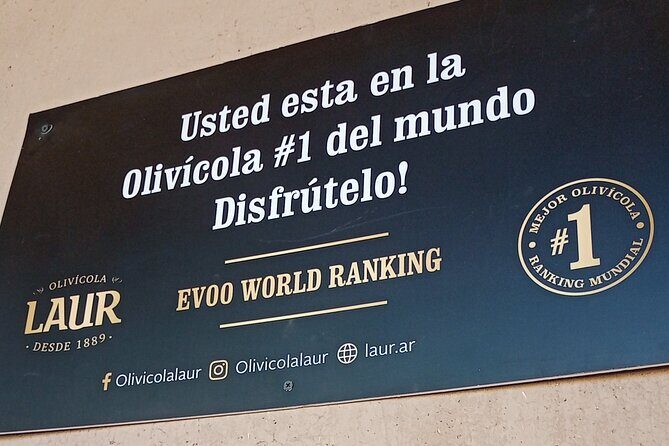 Usted esta en la
Olivícola #1 del mundo
Disfrútelo!
EVOO WORLD RANKING
OLIVÍCOLA
LAUR
· DESDE 1889 ·
Olivicolalaur Olivicolalaur laur.ar
• MEJOR OLIVÍCOLA •
#1
RANKING MUNDIAL